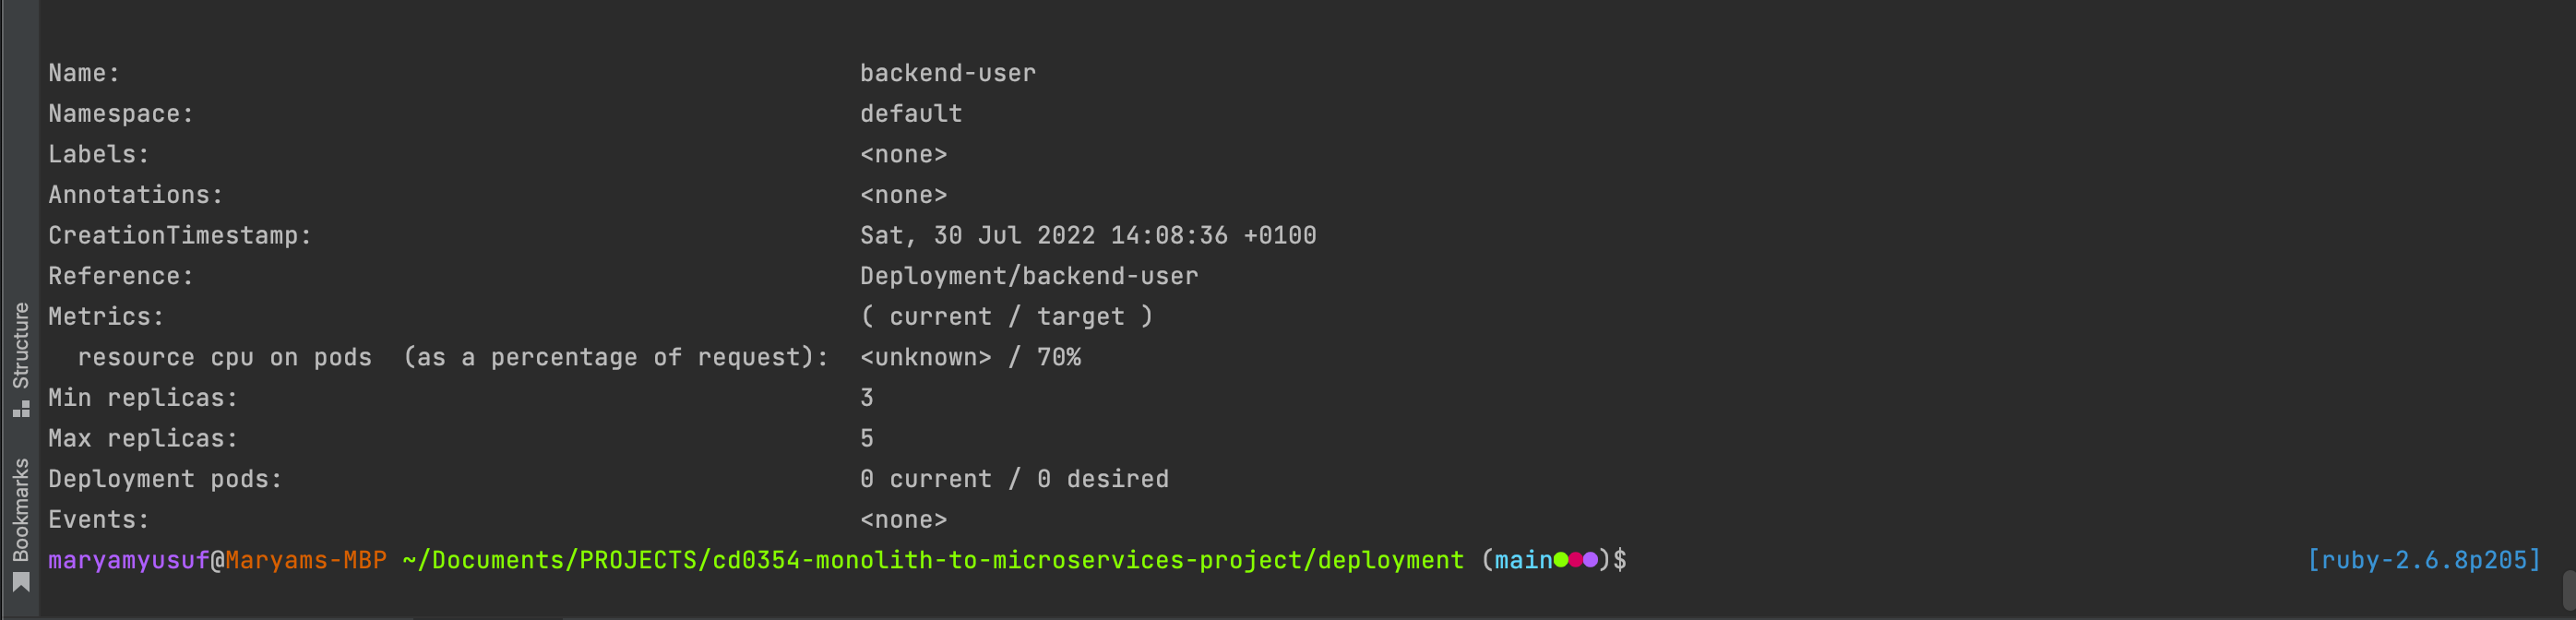 Name: backend-user
Namespace: default
Labels: <none>
Annotations: <none>
CreationTimestamp: Sat, 30 Jul 2022 14:08:36 +0100
Reference: Deployment/backend-user
Metrics: ( current / target )
resource cpu on pods (as a percentage of request): <unknown> / 70%
Min replicas: 3
Max replicas: 5
Deployment pods: 0 current / 0 desired
Events: <none>
maryamyusuf@Maryams-MBP ~/Documents/PROJECTS/cd0354-monolith-to-microservices-project/deployment (main●●●)$ [ruby-2.6.8p205]
Structure
Bookmarks